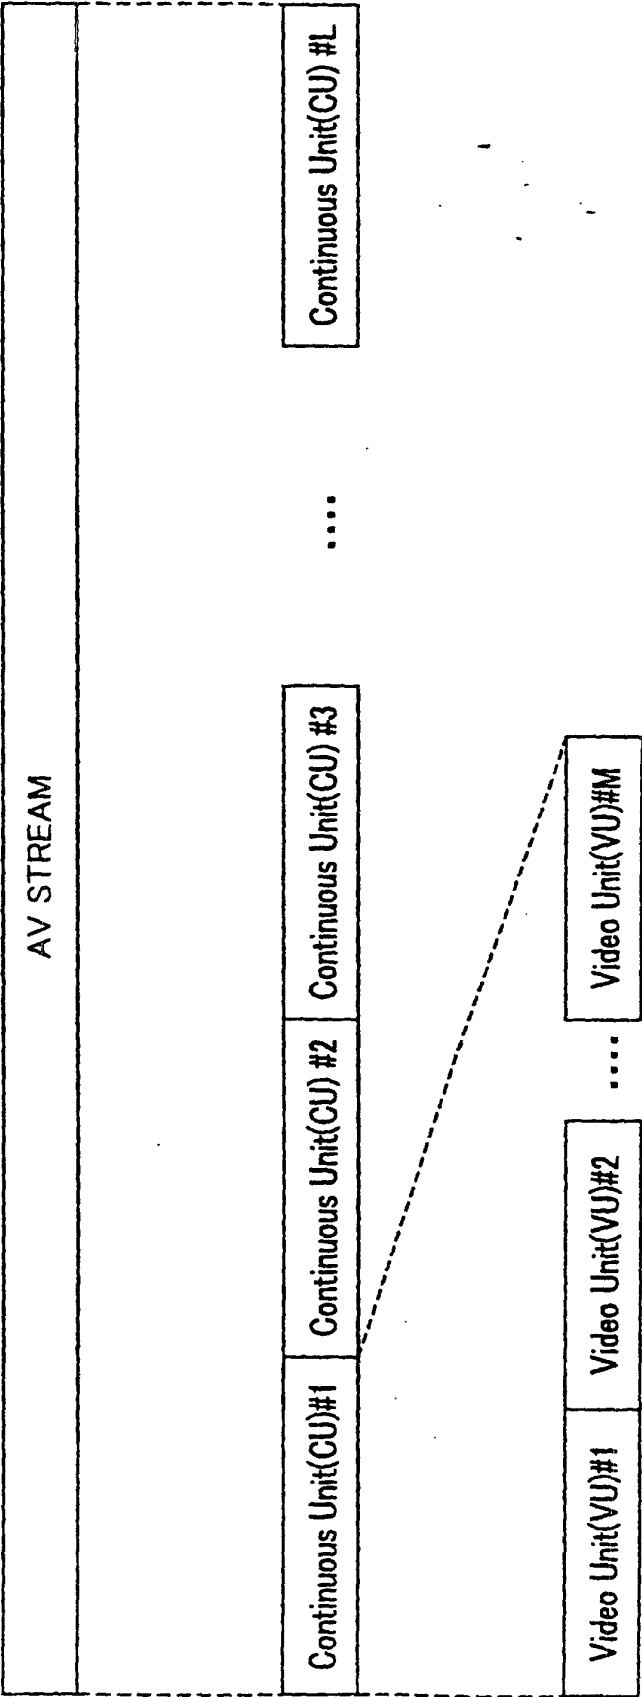 AV STREAM
Continuous Unit(CU)#1
Continuous Unit(CU) #2
Continuous Unit(CU) #3
....
Continuous Unit(CU) #L
Video Unit(VU)#1
Video Unit(VU)#2
....
Video Unit(VU)#M